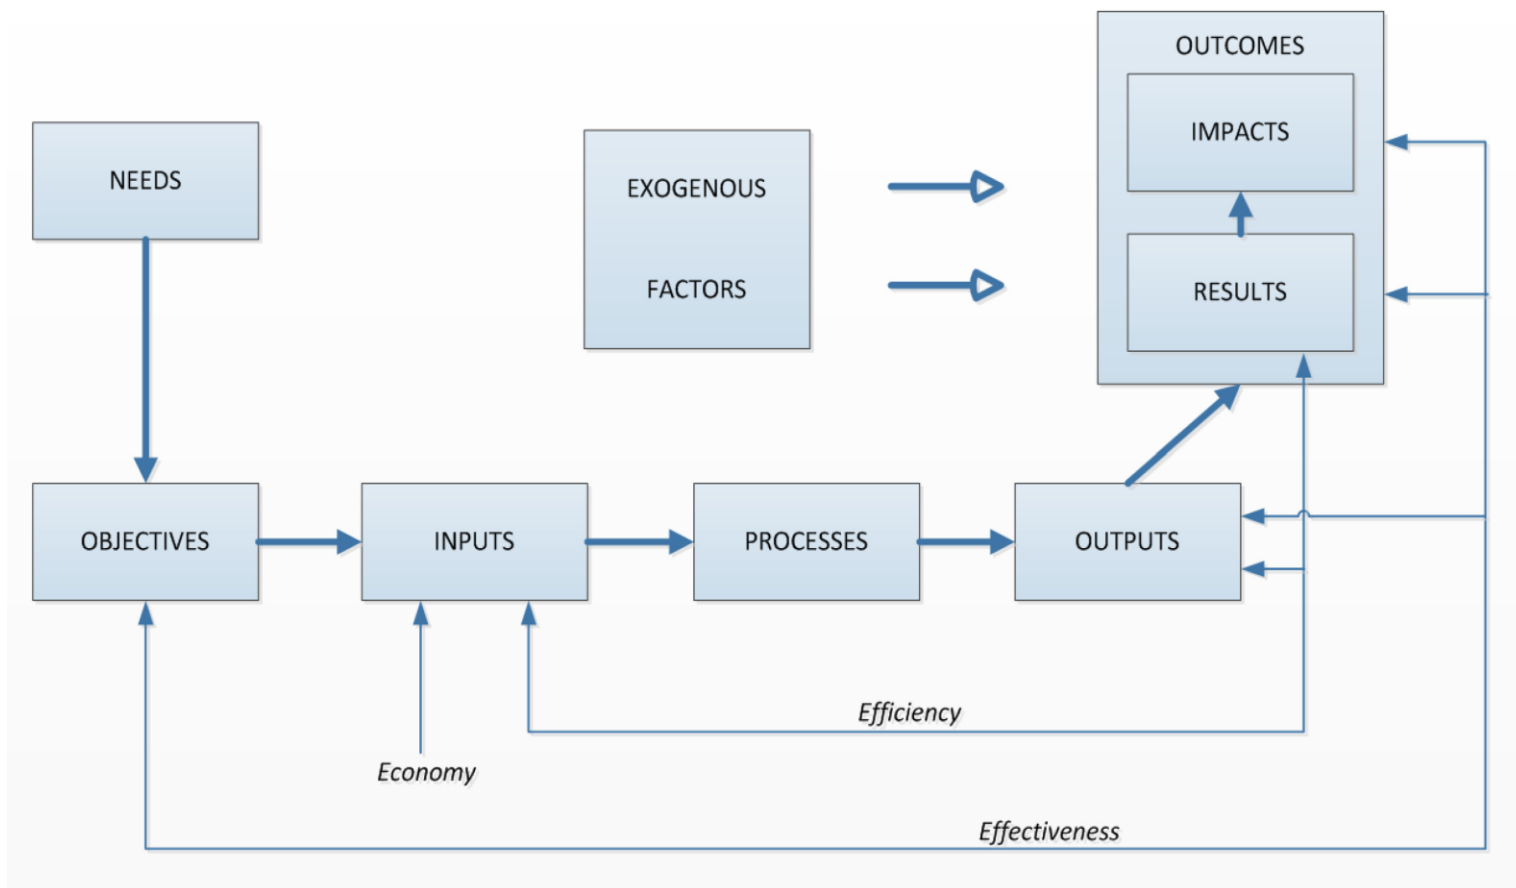 OUTCOMES
IMPACTS
NEEDS
EXOGENOUS
FACTORS
RESULTS
OBJECTIVES
INPUTS
PROCESSES
OUTPUTS
Efficiency
Economy
Effectiveness